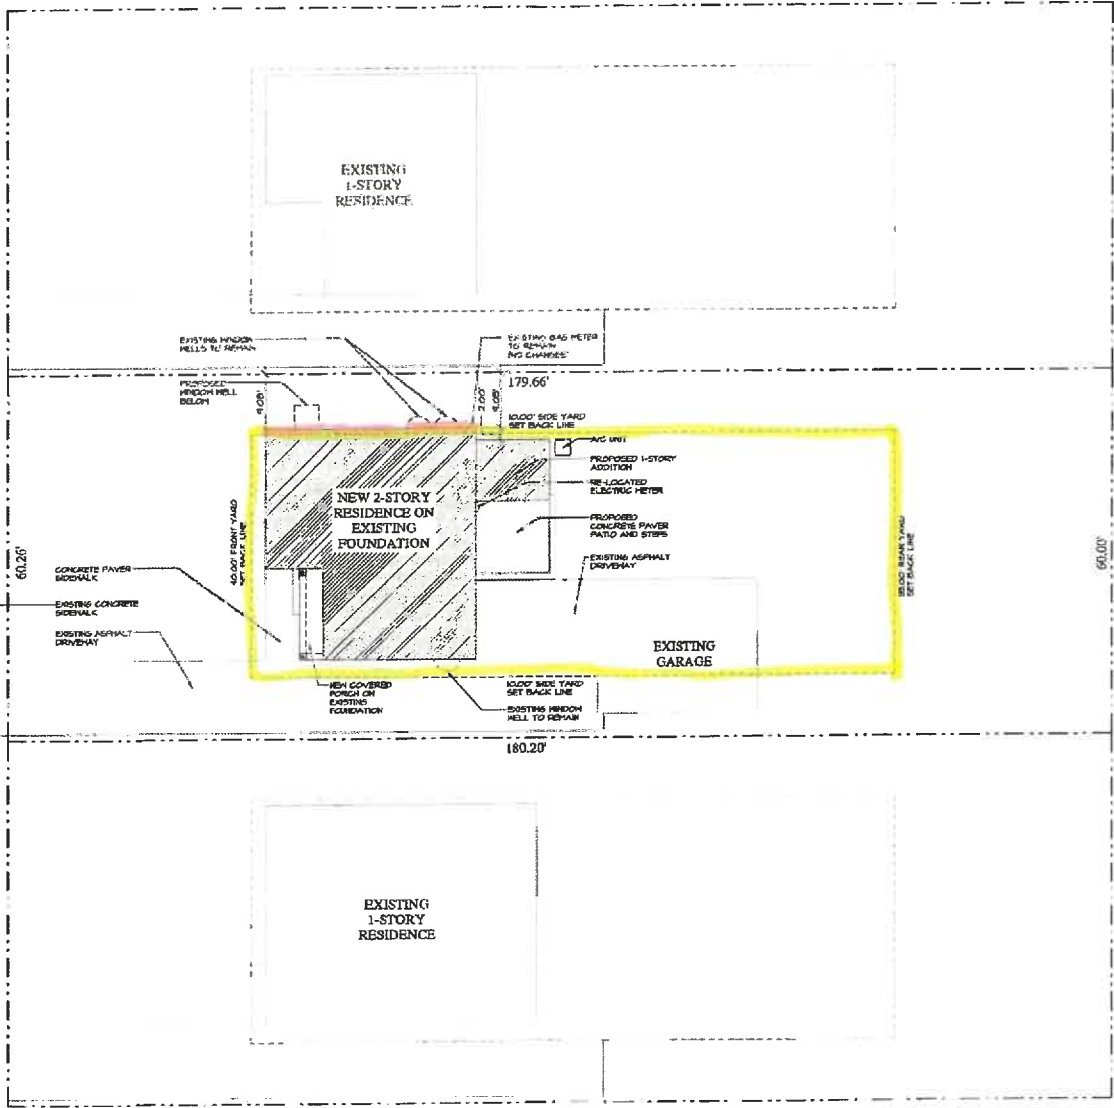 EXISTING
1-STORY
RESIDENCE
EXISTING WINDOW
WELLS TO REMAIN
EXISTING GAS METER
TO REMAIN
(NO CHANGES)
PROPOSED
WINDOW WELL
BELOW
179.66'
10.00' SIDE YARD
SET BACK LINE
A/C UNIT
PROPOSED 1-STORY
ADDITION
RE-LOCATED
ELECTRIC METER
NEW 2-STORY
RESIDENCE ON
EXISTING
FOUNDATION
PROPOSED
CONCRETE PAVER
PATIO AND STEPS
EXISTING ASPHALT
DRIVEWAY
40.00' FRONT YARD
SET BACK LINE
REAR YARD
SET BACK LINE
60.26'
60.00'
CONCRETE PAVER
SIDEWALK
EXISTING CONCRETE
SIDEWALK
EXISTING ASPHALT
DRIVEWAY
EXISTING
GARAGE
NEW COVERED
PORCH ON
EXISTING
FOUNDATION
10.00' SIDE YARD
SET BACK LINE
EXISTING WINDOW
WELL TO REMAIN
180.20'
EXISTING
1-STORY
RESIDENCE